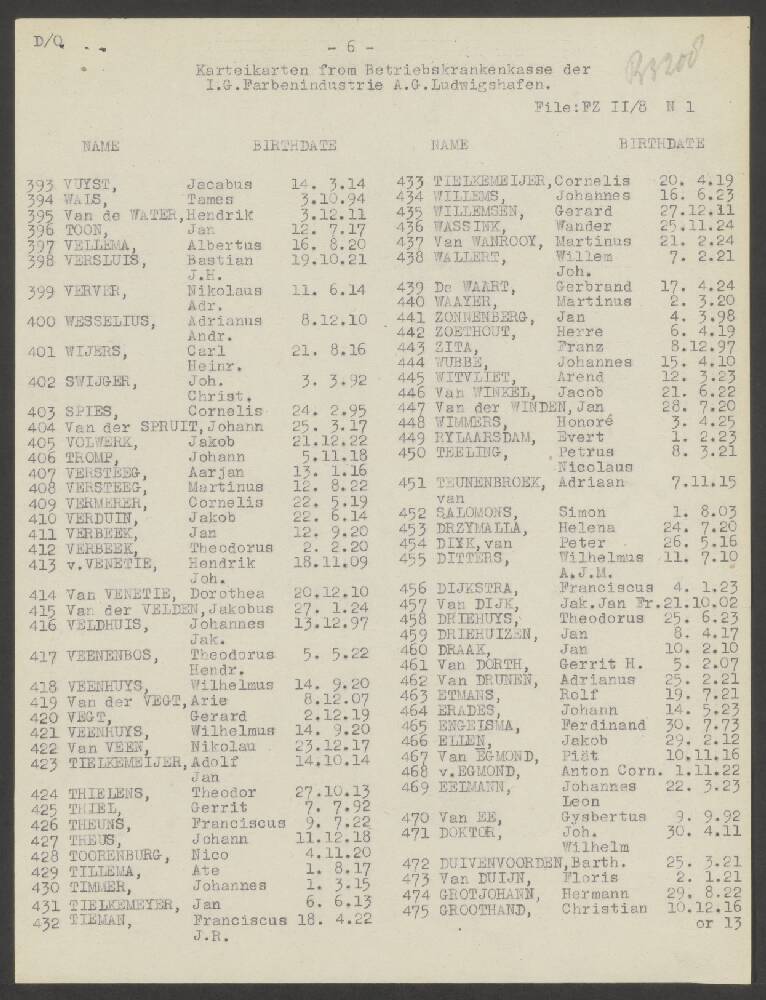 D/Q
- 6 -
Karteikarten from Betriebskrankenkasse der
I.G.Farbenindustrie A.G.Ludwigshafen.
File:FZ II/8 N 1
NAME BIRTHDATE
393 VUYST, Jacabus 14. 3.14
394 WALS, Tames 3.10.94
395 Van de WATER, Hendrik 3.12.11
396 TOON, Jan 12. 7.17
397 VELLEMA, Albertus 16. 8.20
398 VERSLUIS, Bastian 19.10.21
J.H.
399 VERVER, Nikolaus 11. 6.14
Adr.
400 WESSELIUS, Adrianus 8.12.10
Andr.
401 WIJERS, Carl 21. 8.16
Heinr.
402 SWIJGER, Joh. 3. 3.92
Christ.
403 SPIES, Cornelis 24. 2.95
404 Van der SPRUIT, Johann 25. 3.17
405 VOLWERK, Jakob 21.12.22
406 TROMP, Johann 5.11.18
407 VERSTEEG, Aarjan 13. 1.16
408 VERSTEEG, Martinus 12. 8.22
409 VERMERER, Cornelis 22. 5.19
410 VERDUIN, Jakob 22. 6.14
411 VERBEEK, Jan 12. 9.20
412 VERBEEK, Theodorus 2. 2.20
413 v.VENETIE, Hendrik 18.11.09
Joh.
414 Van VENETIE, Dorothea 20.12.10
415 Van der VELDEN, Jakobus 27. 1.24
416 VELDHUIS, Johannes 13.12.97
Jak.
417 VEENENBOS, Theodorus 5. 5.22
Hendr.
418 VEENHUYS, Wilhelmus 14. 9.20
419 Van der VEGT, Arie 8.12.07
420 VEGT, Gerard 2.12.19
421 VEENHUYS, Wilhelmus 14. 9.20
422 Van VEEN, Nikolau 23.12.17
423 TIELKEMEIJER, Adolf 14.10.14
Jan
424 THIELENS, Theodor 27.10.13
425 THIEL, Gerrit 7. 7.92
426 THEUNS, Franciscus 9. 7.22
427 THEUS, Johann 11.12.18
428 TOORENBURG, Nico 4.11.20
429 TILLEMA, Ate 1. 8.17
430 TIMMER, Johannes 1. 3.15
431 TIELKEMEYER, Jan 6. 6.13
432 TIEMAN, Franciscus 18. 4.22
J.R.
NAME BIRTHDATE
433 TIELKEMEIJER, Cornelis 20. 4.19
434 WILLEMS, Johannes 16. 6.23
435 WILLEMSEN, Gerard 27.12.11
436 WASSINK, Wander 25.11.24
437 Van WANROOY, Martinus 21. 2.24
438 WALLERT, Willem 7. 2.21
Joh.
439 De WAART, Gerbrand 17. 4.24
440 WAAYER, Martinus 2. 3.20
441 ZONNENBERG, Jan 4. 3.98
442 ZOETHOUT, Herre 6. 4.19
443 ZITA, Franz 8.12.97
444 WUBBE, Johannes 15. 4.10
445 WITVLIET, Arend 12. 3.23
446 Van WINKEL, Jacob 21. 6.22
447 Van der WINDEN, Jan 28. 7.20
448 WIMMERS, Honoré 3. 4.25
449 RYLAARSDAM, Evert 1. 2.23
450 TEELING, Petrus 8. 3.21
Nicolaus
451 TEUNENBROEK, Adriaan 7.11.15
van
452 SALOMONS, Simon 1. 8.03
453 DRZYMALLA, Helena 24. 7.20
454 DIYK, van Peter 26. 5.16
455 DITTERS, Wilhelmus 11. 7.10
A.J.M.
456 DIJKSTRA, Franciscus 4. 1.23
457 Van DIJK, Jak.Jan Fr. 21.10.02
458 DRIEHUYS, Theodorus 25. 6.23
459 DRIEHUIZEN, Jan 8. 4.17
460 DRAAK, Jan 10. 2.10
461 Van DORTH, Gerrit H. 5. 2.07
462 Van DRUNEN, Adrianus 25. 2.21
463 ETMANS, Rolf 19. 7.21
464 ERADES, Johann 14. 5.23
465 ENGELSMA, Ferdinand 30. 7.73
466 ELLEN, Jakob 29. 2.12
467 Van EGMOND, Piät 10.11.16
468 v.EGMOND, Anton Corn. 1.11.22
469 EELMANN, Johannes 22. 3.23
Leon
470 Van EE, Gysbertus 9. 9.92
471 DOKTOR, Joh. 30. 4.11
Wilhelm
472 DUIVENVOORDEN, Barth. 25. 3.21
473 Van DUIJN, Floris 2. 1.21
474 GROTJOHANN, Hermann 29. 8.22
475 GROOTHAND, Christian 10.12.16
or 13